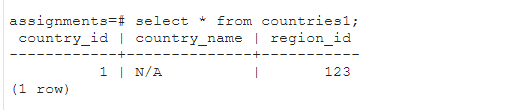 assignments=# select * from countries1;
 country_id | country_name | region_id
------------+--------------+-----------
          1 | N/A          |       123
(1 row)